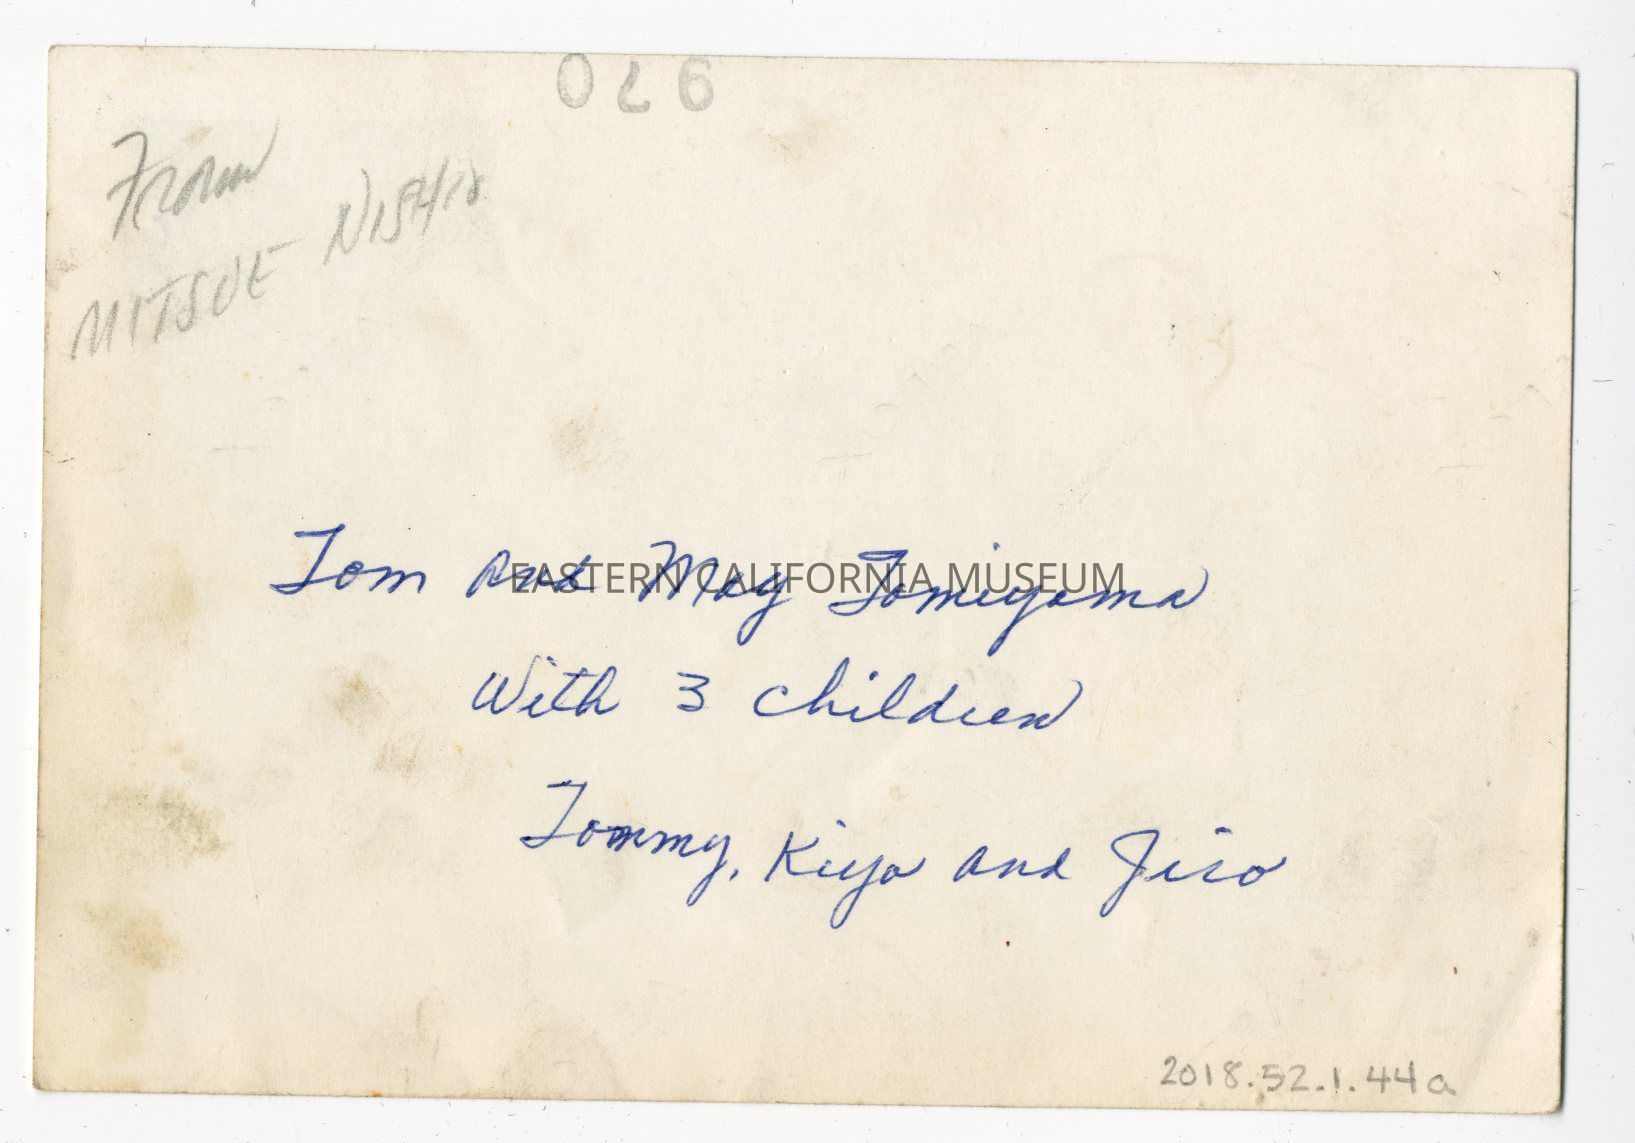 026
From
MITSUE NISHI
Tom and May Tomiyama
EASTERN CALIFORNIA MUSEUM
With 3 children
Tommy, Kiyo and Jiro
2018.52.1.44a